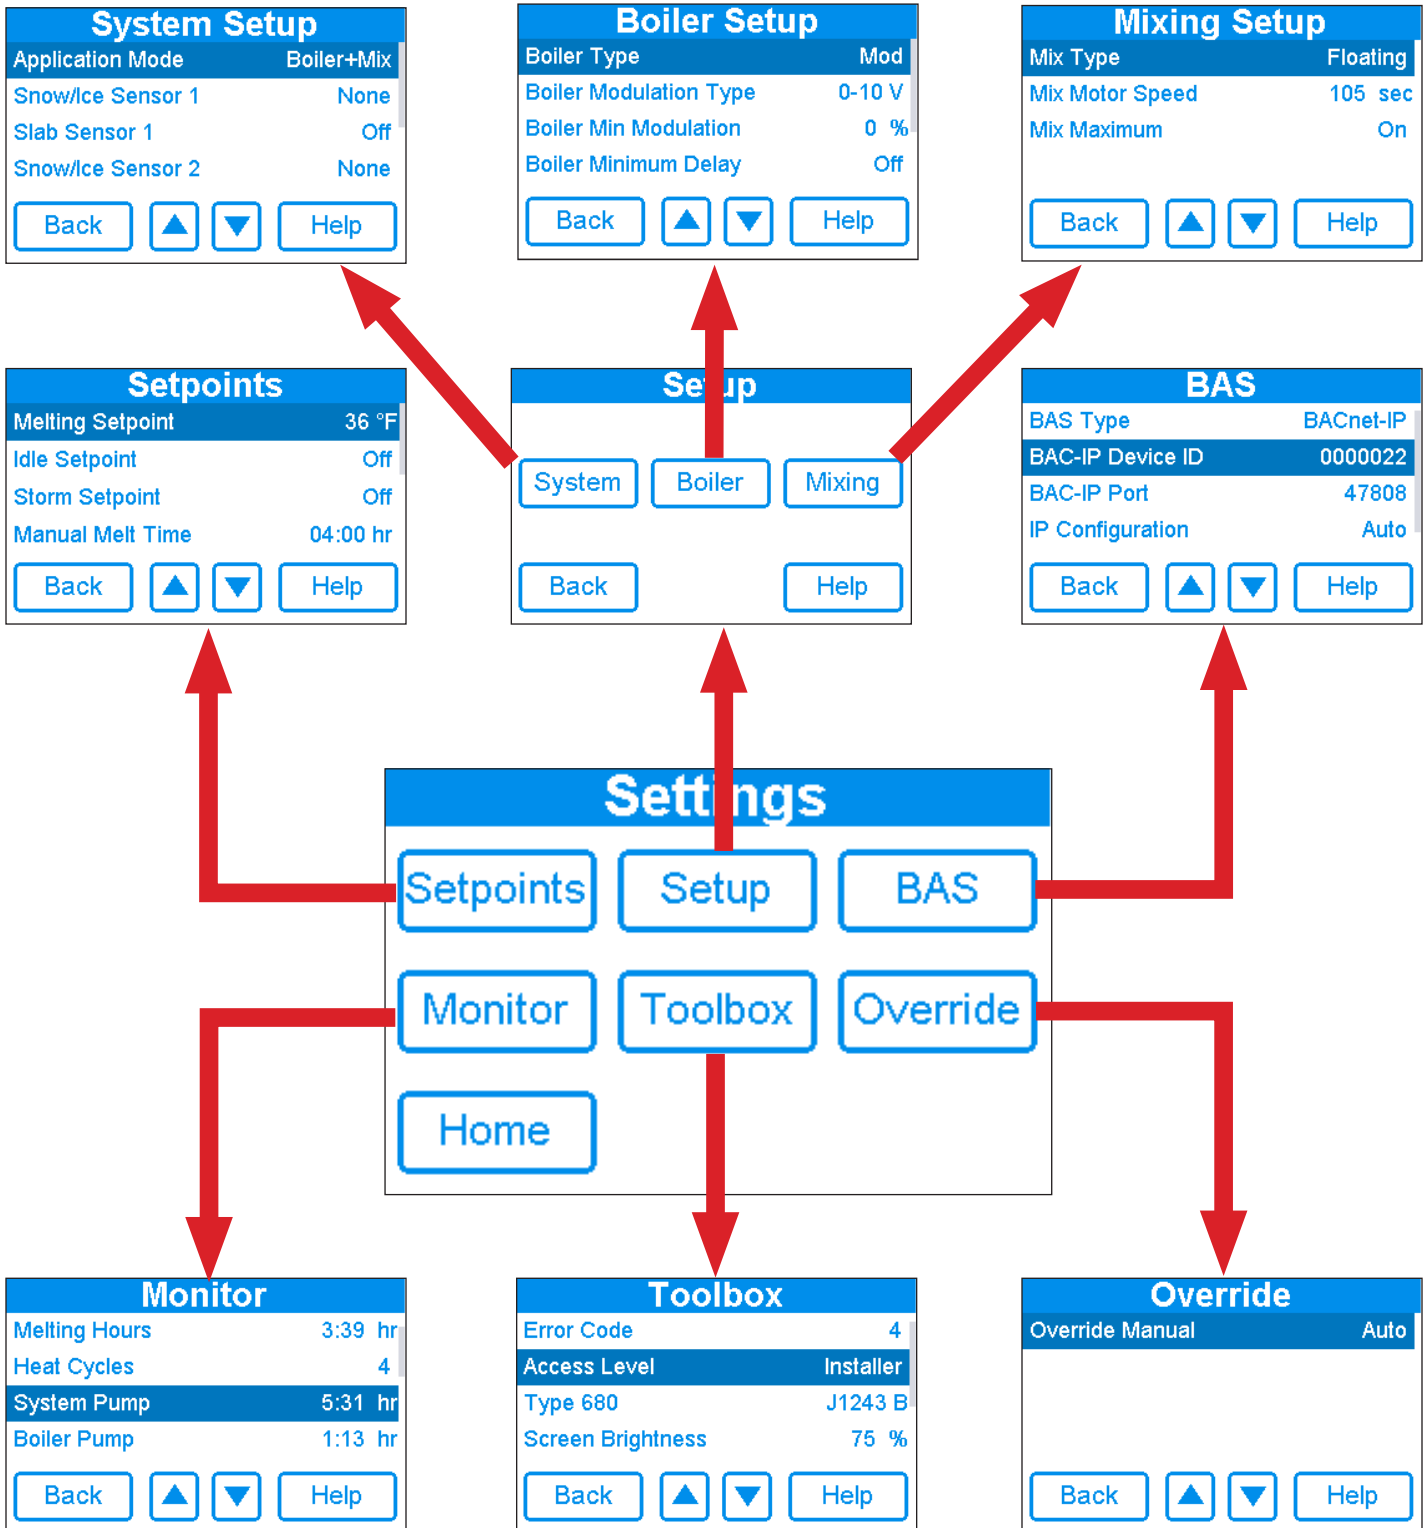 System Setup
Application Mode Boiler+Mix
Snow/Ice Sensor 1 None
Slab Sensor 1 Off
Snow/Ice Sensor 2 None
Back Help
Boiler Setup
Boiler Type Mod
Boiler Modulation Type 0-10 V
Boiler Min Modulation 0 %
Boiler Minimum Delay Off
Back Help
Mixing Setup
Mix Type Floating
Mix Motor Speed 105 sec
Mix Maximum On
Back Help
Setpoints
Melting Setpoint 36 °F
Idle Setpoint Off
Storm Setpoint Off
Manual Melt Time 04:00 hr
Back Help
Setup
System Boiler Mixing
Back Help
BAS
BAS Type BACnet-IP
BAC-IP Device ID 0000022
BAC-IP Port 47808
IP Configuration Auto
Back Help
Settings
Setpoints Setup BAS
Monitor Toolbox Override
Home
Monitor
Melting Hours 3:39 hr
Heat Cycles 4
System Pump 5:31 hr
Boiler Pump 1:13 hr
Back Help
Toolbox
Error Code 4
Access Level Installer
Type 680 J1243 B
Screen Brightness 75 %
Back Help
Override
Override Manual Auto
Back Help